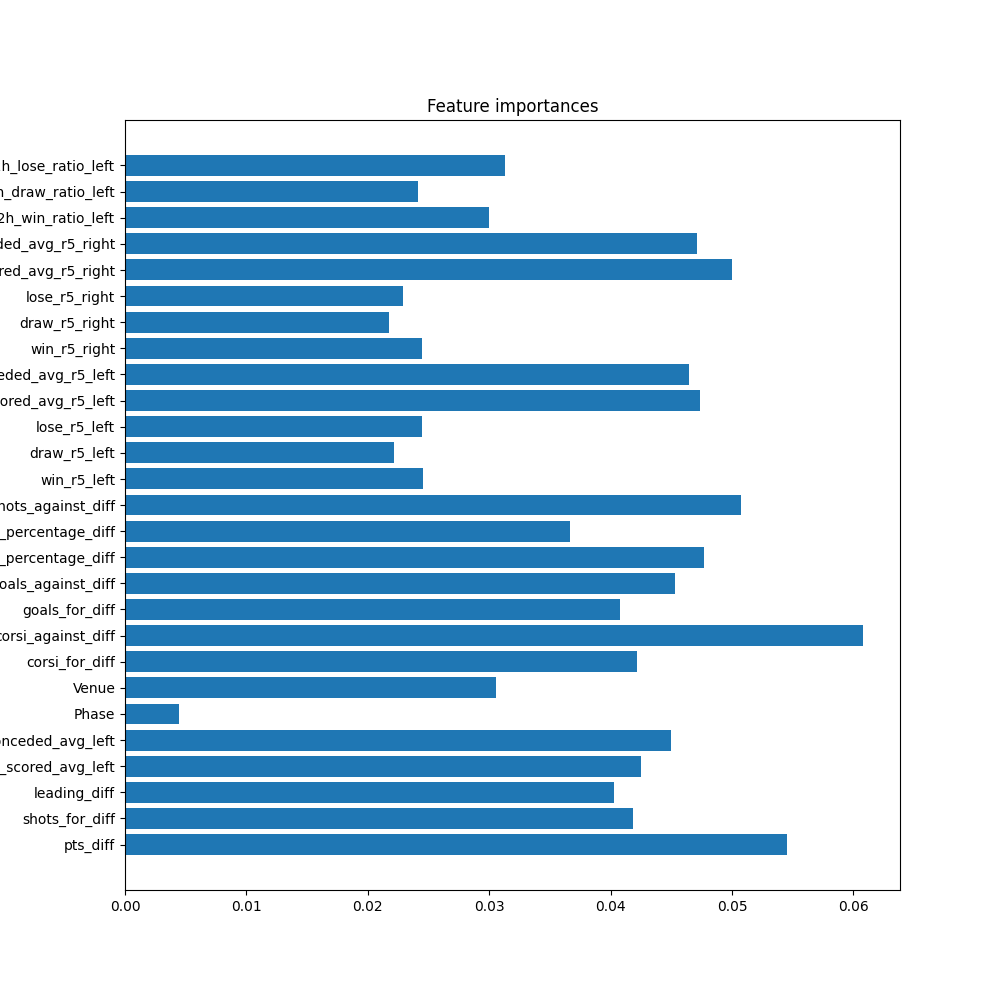 Feature importances
h_lose_ratio_left
h_draw_ratio_left
2h_win_ratio_left
ded_avg_r5_right
red_avg_r5_right
lose_r5_right
draw_r5_right
win_r5_right
eded_avg_r5_left
ored_avg_r5_left
lose_r5_left
draw_r5_left
win_r5_left
hots_against_diff
_percentage_diff
_percentage_diff
oals_against_diff
goals_for_diff
corsi_against_diff
corsi_for_diff
Venue
Phase
onceded_avg_left
_scored_avg_left
leading_diff
shots_for_diff
pts_diff
0.00 0.01 0.02 0.03 0.04 0.05 0.06